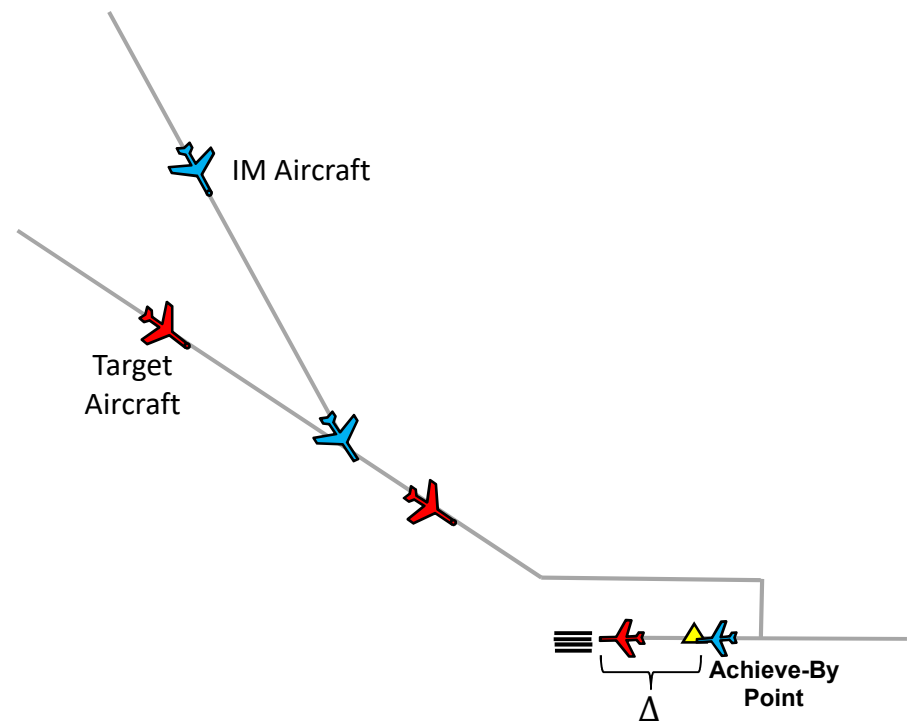 IM Aircraft
Target
Aircraft
Achieve-By
Point
Δ